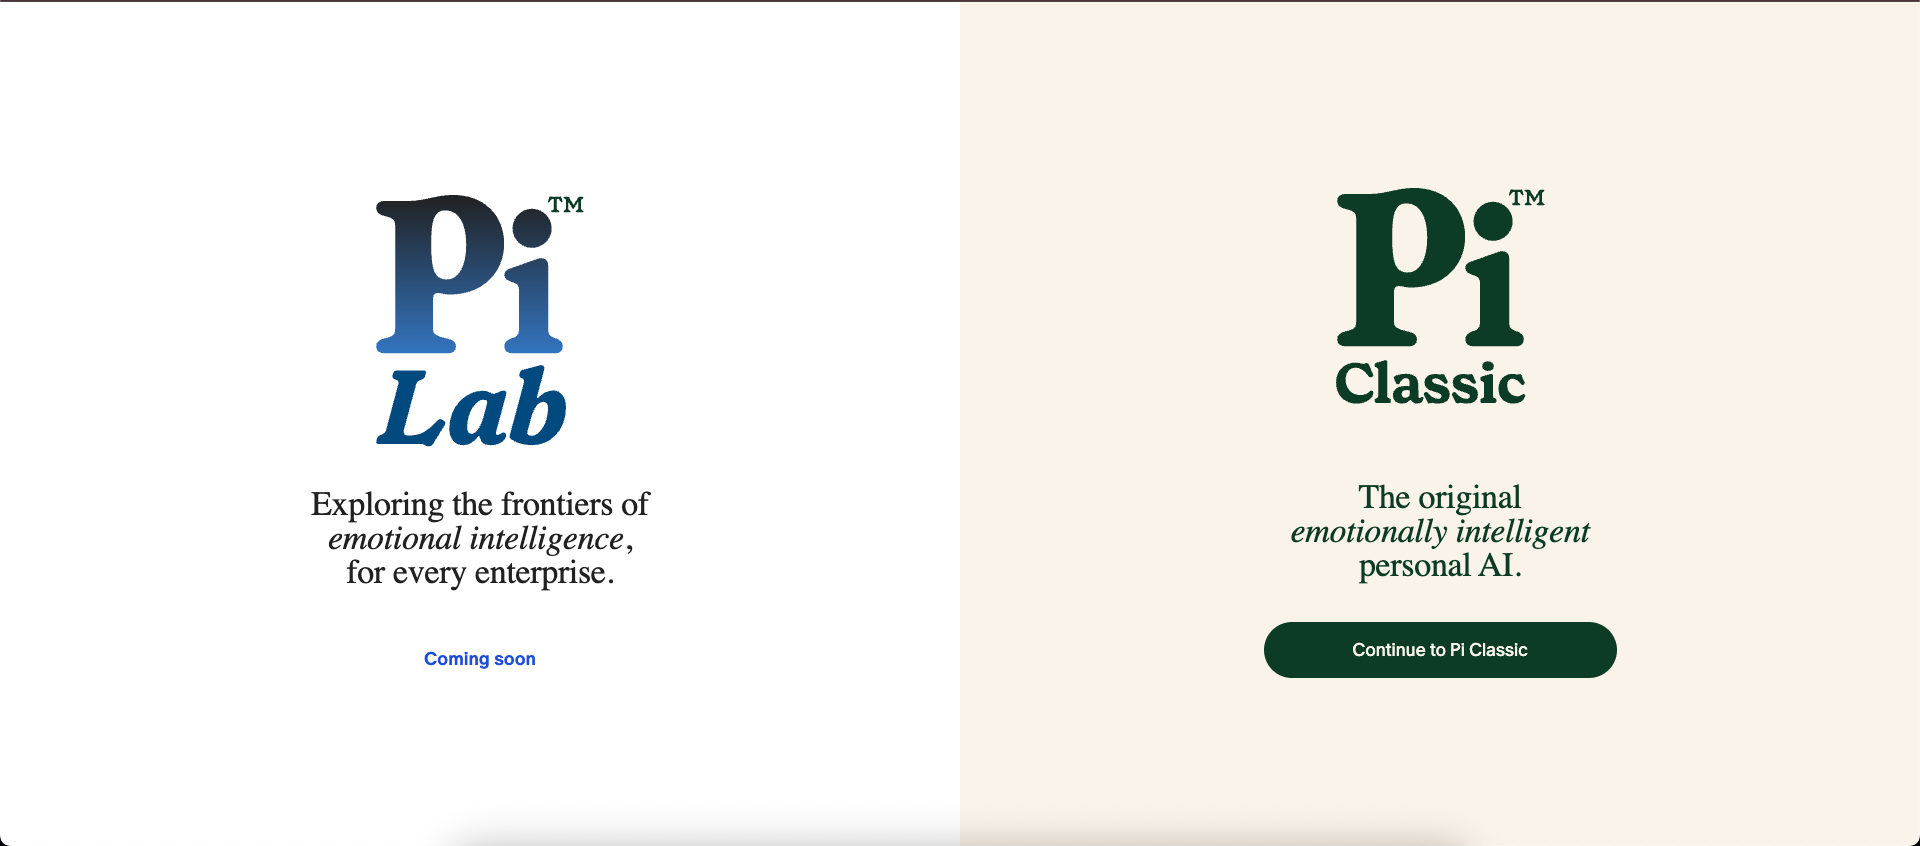 Pi™
Lab
Exploring the frontiers of
emotional intelligence,
for every enterprise.
Coming soon
Pi™
Classic
The original
emotionally intelligent
personal AI.
Continue to Pi Classic